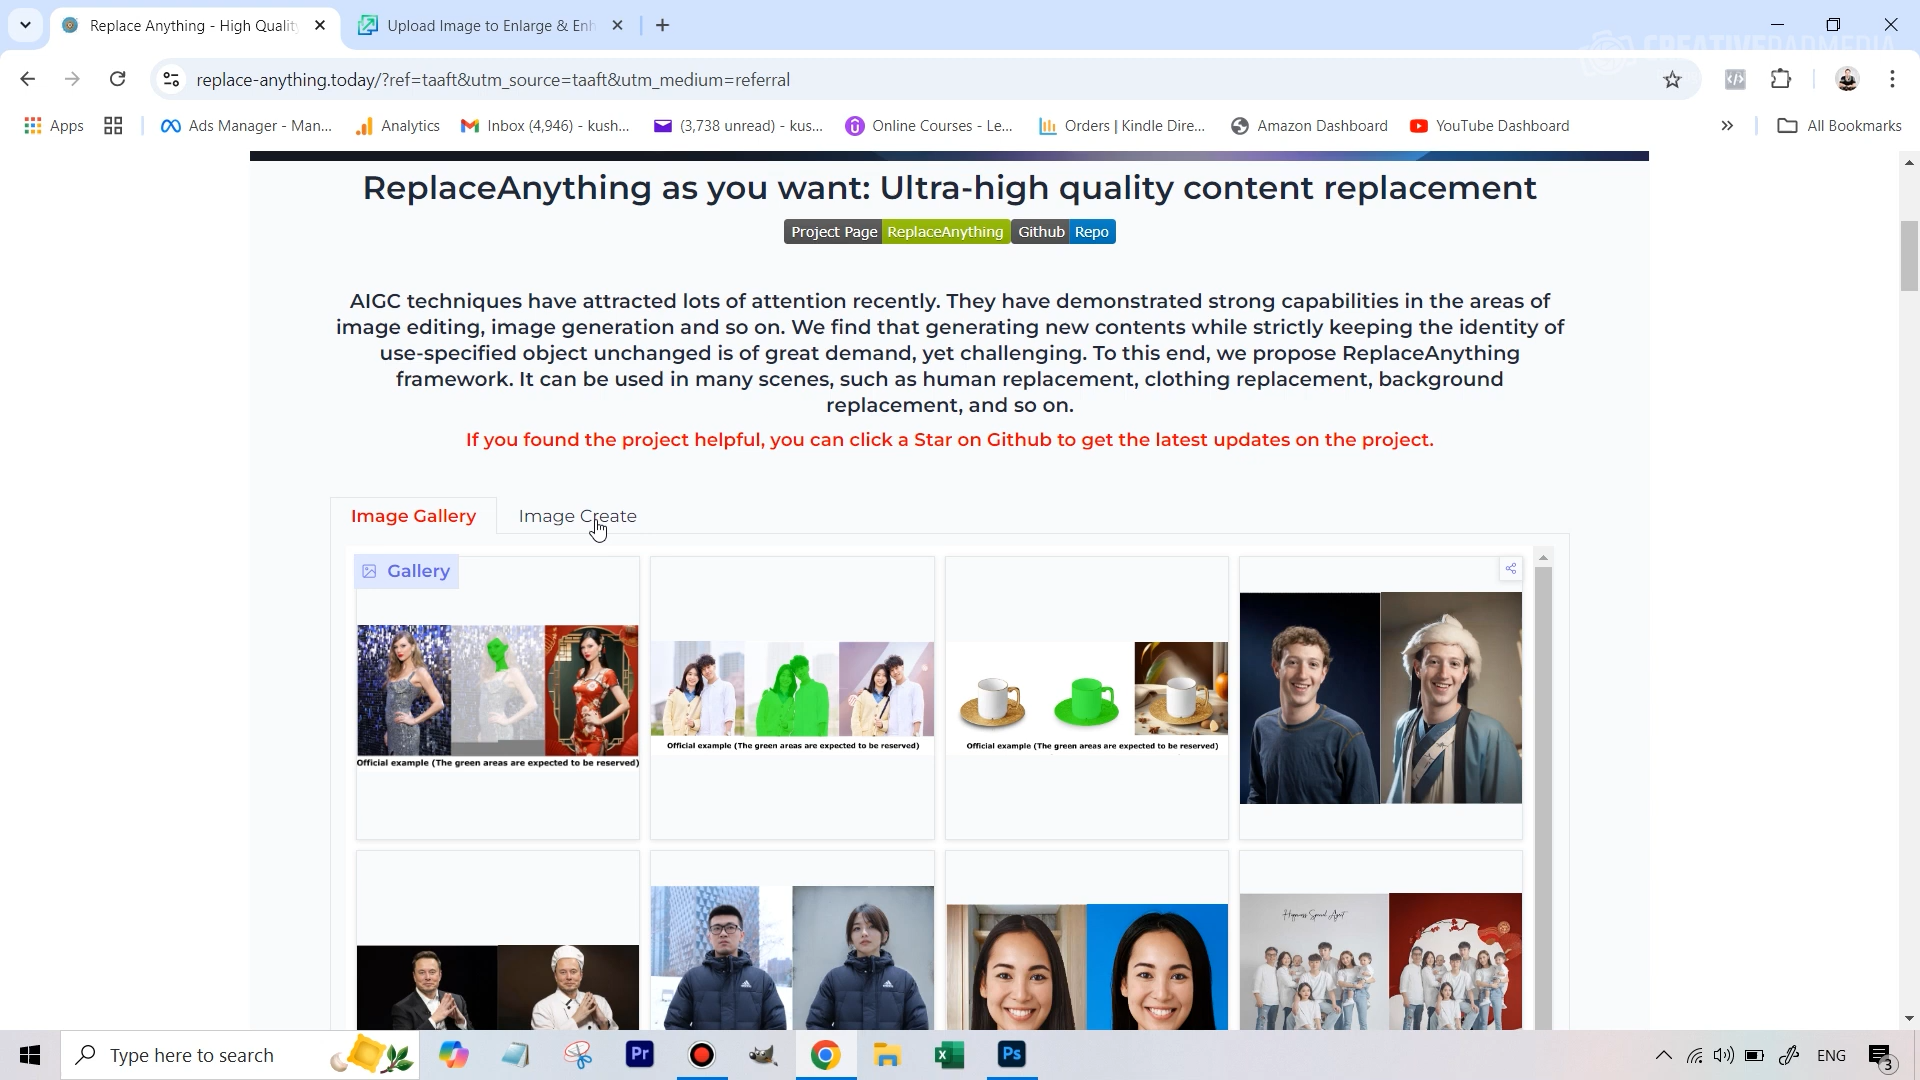 Replace Anything - High Quality
Upload Image to Enlarge & Enh
CREATIVEDADMEDIA
replace-anything.today/?ref=taaft&utm_source=taaft&utm_medium=referral
Apps
Ads Manager - Man...
Analytics
Inbox (4,946) - kush...
(3,738 unread) - kus...
Online Courses - Le...
Orders | Kindle Dire...
Amazon Dashboard
YouTube Dashboard
All Bookmarks
ReplaceAnything as you want: Ultra-high quality content replacement
Project Page ReplaceAnything Github Repo
AIGC techniques have attracted lots of attention recently. They have demonstrated strong capabilities in the areas of
image editing, image generation and so on. We find that generating new contents while strictly keeping the identity of
use-specified object unchanged is of great demand, yet challenging. To this end, we propose ReplaceAnything
framework. It can be used in many scenes, such as human replacement, clothing replacement, background
replacement, and so on.
If you found the project helpful, you can click a Star on Github to get the latest updates on the project.
Image Gallery
Image Create
Gallery
Official example (The green areas are expected to be reserved)
Official example (The green areas are expected to be reserved)
Official example (The green areas are expected to be reserved)
Type here to search
Pr
Ps
ENG
3